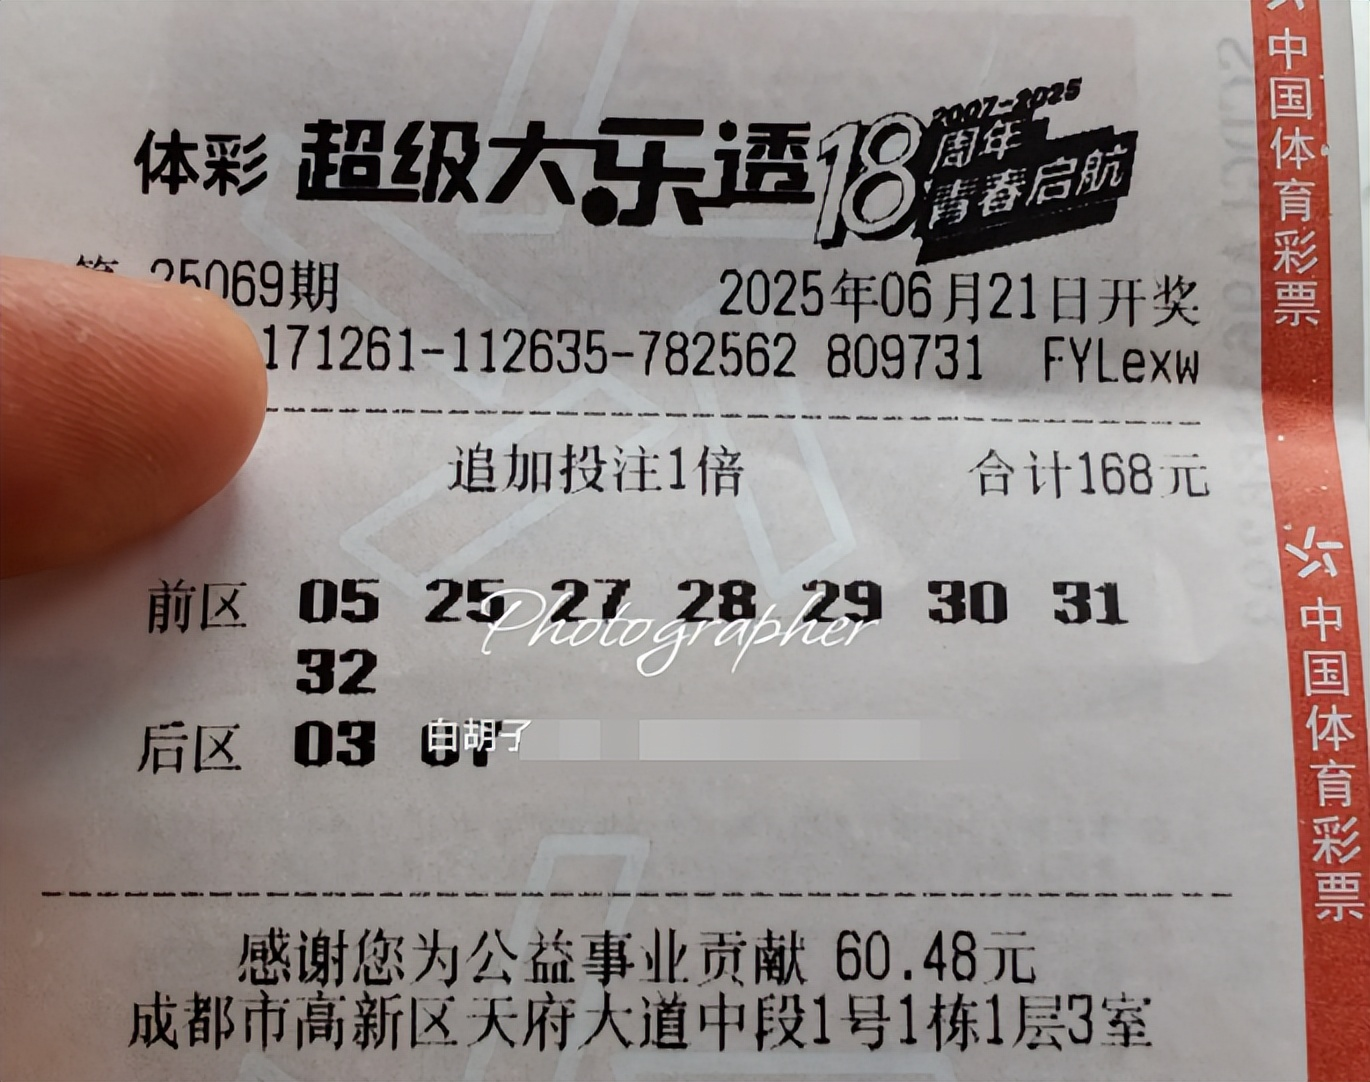 体彩 超级大乐透 18周年 2007-2025 青春启航
第 25069期 2025年06月21日开奖
171261-112635-782562 809731 FYLexw
追加投注1倍 合计168元
前区 05 25 27 28 29 30 31
32
后区 03
Photographer
白胡子
感谢您为公益事业贡献 60.48元
成都市高新区天府大道中段1号1栋1层3室
中国体育彩票
中国体育彩票